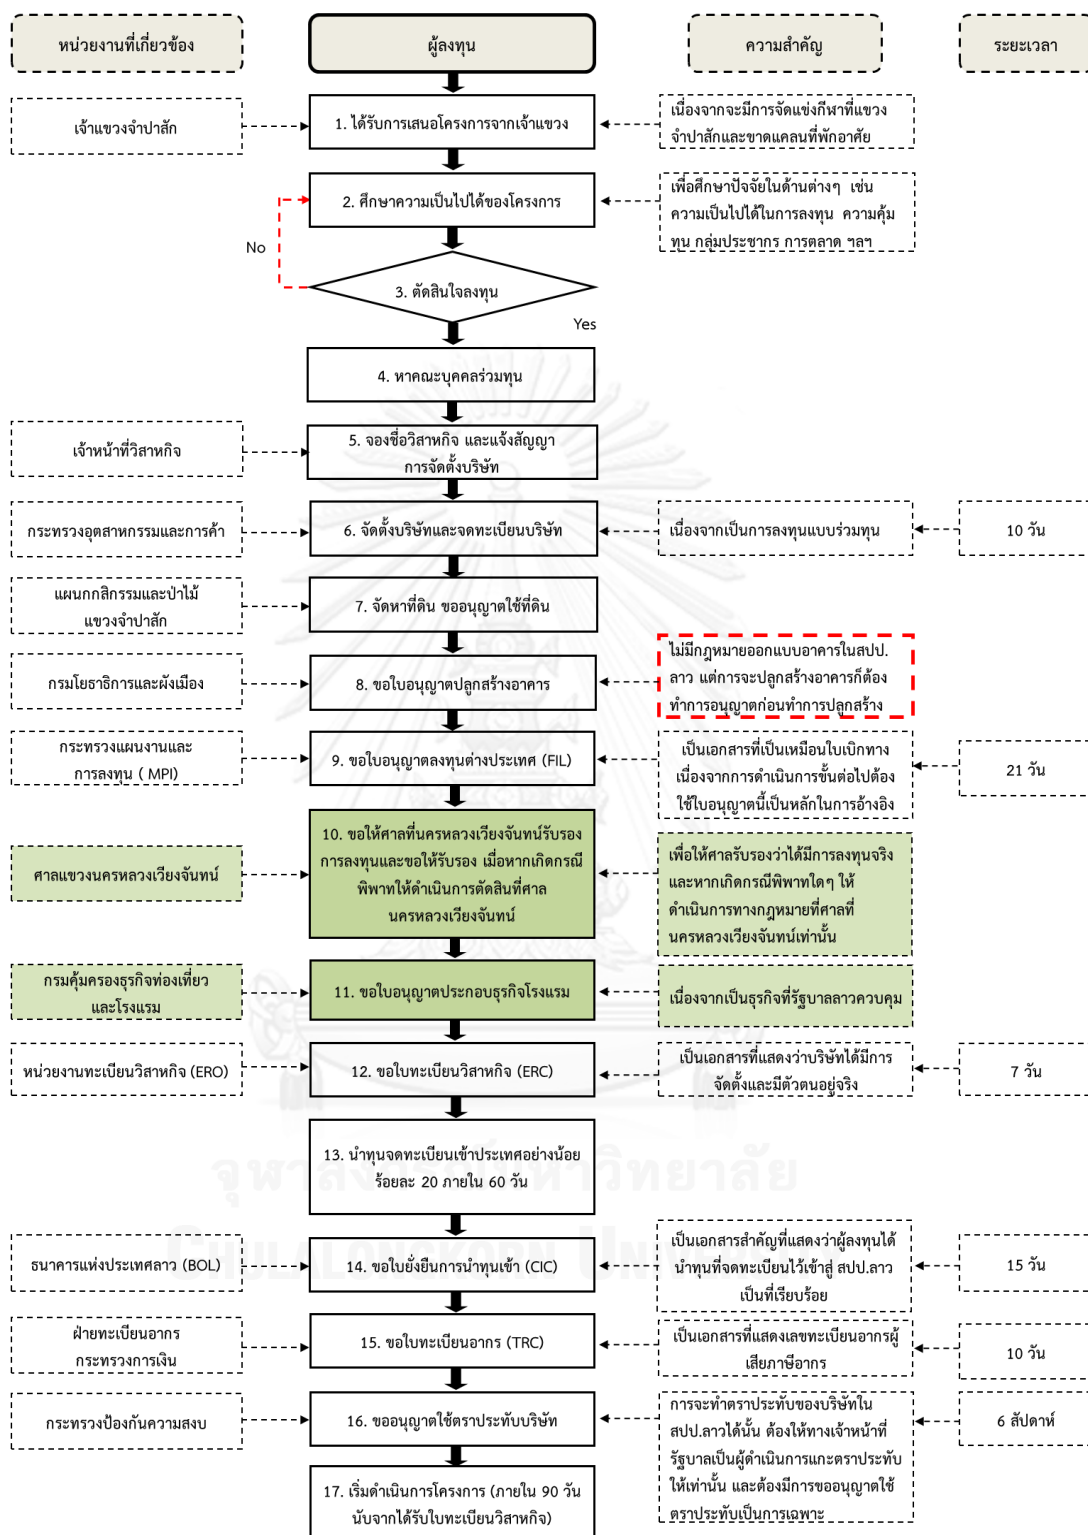 หน่วยงานที่เกี่ยวข้อง
ผู้ลงทุน
ความสำคัญ
ระยะเวลา
เจ้าแขวงจำปาสัก
1. ได้รับการเสนอโครงการจากเจ้าแขวง
เนื่องจากจะมีการจัดแข่งกีฬาที่แขวง
จำปาสักและขาดแคลนที่พักอาศัย
2. ศึกษาความเป็นไปได้ของโครงการ
เพื่อศึกษาปัจจัยในด้านต่างๆ เช่น
ความเป็นไปได้ในการลงทุน ความคุ้ม
ทุน กลุ่มประชากร การตลาด ฯลฯ
No
3. ตัดสินใจลงทุน
Yes
4. หาคณะบุคคลร่วมทุน
เจ้าหน้าที่วิสาหกิจ
5. จองชื่อวิสาหกิจ และแจ้งสัญญา
การจัดตั้งบริษัท
กระทรวงอุตสาหกรรมและการค้า
6. จัดตั้งบริษัทและจดทะเบียนบริษัท
เนื่องจากเป็นการลงทุนแบบร่วมทุน
10 วัน
แผนกกสิกรรมและป่าไม้
แขวงจำปาสัก
7. จัดหาที่ดิน ขออนุญาตใช้ที่ดิน
กรมโยธาธิการและผังเมือง
8. ขอใบอนุญาตปลูกสร้างอาคาร
ไม่มีกฎหมายออกแบบอาคารในสปป.
ลาว แต่การจะปลูกสร้างอาคารก็ต้อง
ทำการอนุญาตก่อนทำการปลูกสร้าง
กระทรวงแผนงานและ
การลงทุน ( MPI)
9. ขอใบอนุญาตลงทุนต่างประเทศ (FIL)
เป็นเอกสารที่เป็นเหมือนใบเบิกทาง
เนื่องจากการดำเนินการขั้นต่อไปต้อง
ใช้ใบอนุญาตนี้เป็นหลักในการอ้างอิง
21 วัน
ศาลแขวงนครหลวงเวียงจันทน์
10. ขอให้ศาลที่นครหลวงเวียงจันทน์รับรอง
การลงทุนและขอให้รับรอง เมื่อหากเกิดกรณี
พิพาทให้ดำเนินการตัดสินที่ศาล
นครหลวงเวียงจันทน์
เพื่อให้ศาลรับรองว่าได้มีการลงทุนจริง
และหากเกิดกรณีพิพาทใดๆ ให้
ดำเนินการทางกฎหมายที่ศาลที่
นครหลวงเวียงจันทน์เท่านั้น
กรมคุ้มครองธุรกิจท่องเที่ยว
และโรงแรม
11. ขอใบอนุญาตประกอบธุรกิจโรงแรม
เนื่องจากเป็นธุรกิจที่รัฐบาลลาวควบคุม
หน่วยงานทะเบียนวิสาหกิจ (ERO)
12. ขอใบทะเบียนวิสาหกิจ (ERC)
เป็นเอกสารที่แสดงว่าบริษัทได้มีการ
จัดตั้งและมีตัวตนอยู่จริง
7 วัน
13. นำทุนจดทะเบียนเข้าประเทศอย่างน้อย
ร้อยละ 20 ภายใน 60 วัน
จุฬาลงกรณ์มหาวิทยาลัย
CHULALONGKORN UNIVERSITY
ธนาคารแห่งประเทศลาว (BOL)
14. ขอใบยั่งยืนการนำทุนเข้า (CIC)
เป็นเอกสารสำคัญที่แสดงว่าผู้ลงทุนได้
นำทุนที่จดทะเบียนไว้เข้าสู่ สปป.ลาว
เป็นที่เรียบร้อย
15 วัน
ฝ่ายทะเบียนอากร
กระทรวงการเงิน
15. ขอใบทะเบียนอากร (TRC)
เป็นเอกสารที่แสดงเลขทะเบียนอากรผู้
เสียภาษีอากร
10 วัน
กระทรวงป้องกันความสงบ
16. ขออนุญาตใช้ตราประทับบริษัท
การจะทำตราประทับของบริษัทใน
สปป.ลาวได้นั้น ต้องให้ทางเจ้าหน้าที่
รัฐบาลเป็นผู้ดำเนินการแกะตราประทับ
ให้เท่านั้น และต้องมีการขออนุญาตใช้
ตราประทับเป็นการเฉพาะ
6 สัปดาห์
17. เริ่มดำเนินการโครงการ (ภายใน 90 วัน
นับจากได้รับใบทะเบียนวิสาหกิจ)